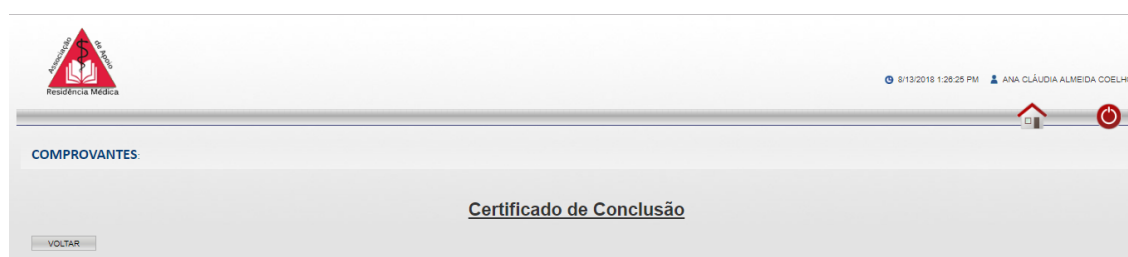 Associação de Apoio
Residência Médica
8/13/2018 1:26:25 PM ANA CLÁUDIA ALMEIDA COELH
COMPROVANTES:
Certificado de Conclusão
VOLTAR